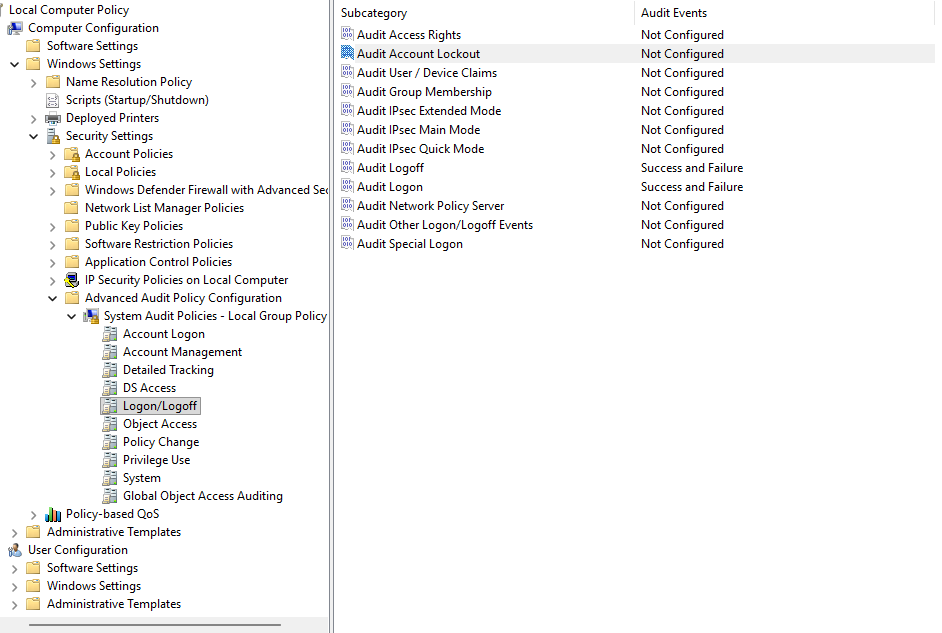 Local Computer Policy
Computer Configuration
Software Settings
Windows Settings
Name Resolution Policy
Scripts (Startup/Shutdown)
Deployed Printers
Security Settings
Account Policies
Local Policies
Windows Defender Firewall with Advanced Sec
Network List Manager Policies
Public Key Policies
Software Restriction Policies
Application Control Policies
IP Security Policies on Local Computer
Advanced Audit Policy Configuration
System Audit Policies - Local Group Policy
Account Logon
Account Management
Detailed Tracking
DS Access
Logon/Logoff
Object Access
Policy Change
Privilege Use
System
Global Object Access Auditing
Policy-based QoS
Administrative Templates
User Configuration
Software Settings
Windows Settings
Administrative Templates
Subcategory Audit Events
Audit Access Rights Not Configured
Audit Account Lockout Not Configured
Audit User / Device Claims Not Configured
Audit Group Membership Not Configured
Audit IPsec Extended Mode Not Configured
Audit IPsec Main Mode Not Configured
Audit IPsec Quick Mode Not Configured
Audit Logoff Success and Failure
Audit Logon Success and Failure
Audit Network Policy Server Not Configured
Audit Other Logon/Logoff Events Not Configured
Audit Special Logon Not Configured